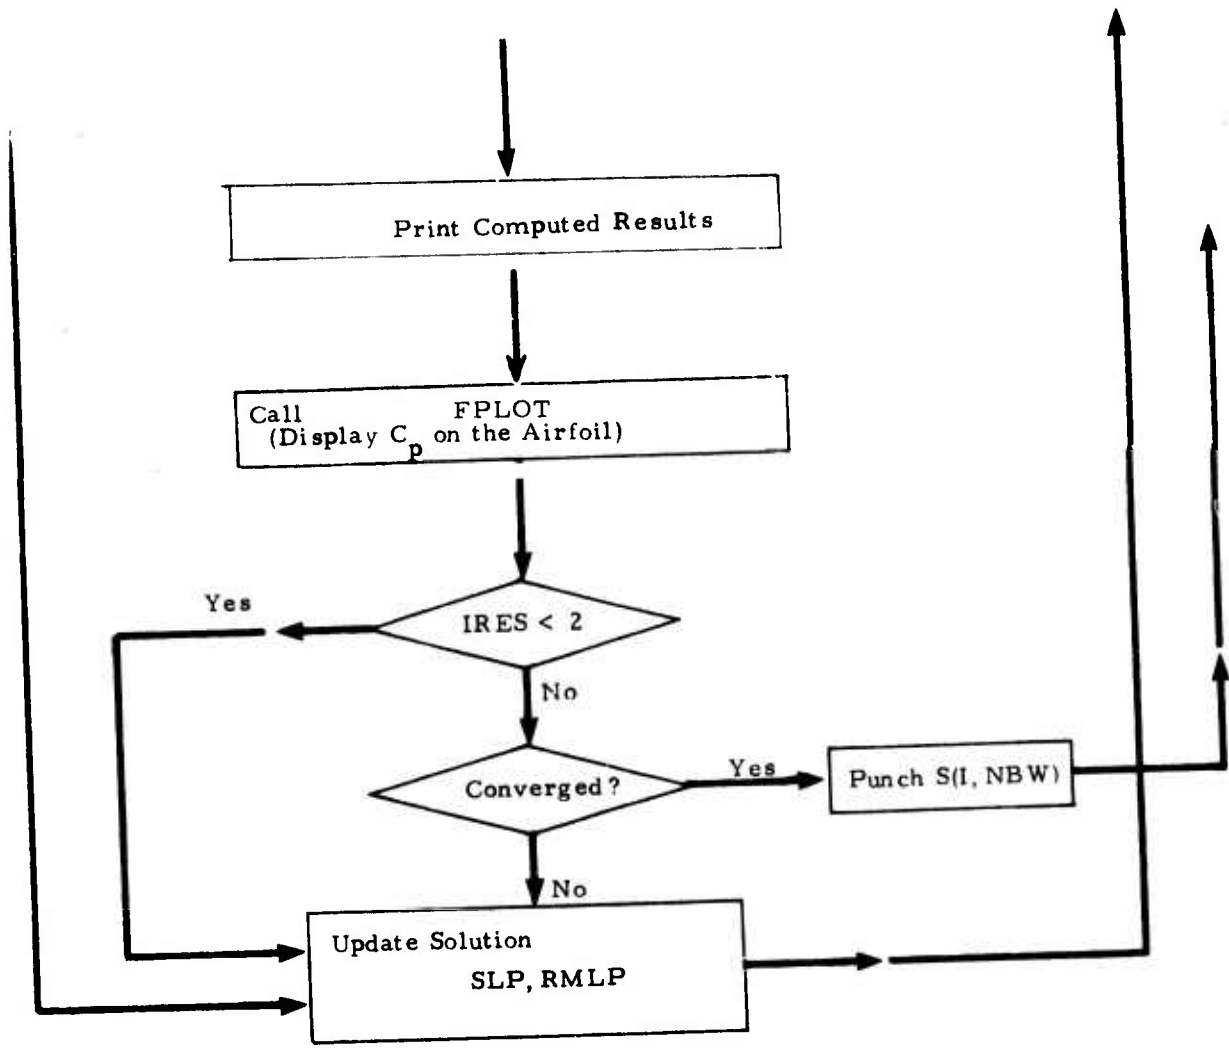 Print Computed Results
Call FPLOT
(Display Cp on the Airfoil)
Yes
IRES < 2
No
Converged?
Yes
Punch S(I, NBW)
No
Update Solution
SLP, RMLP